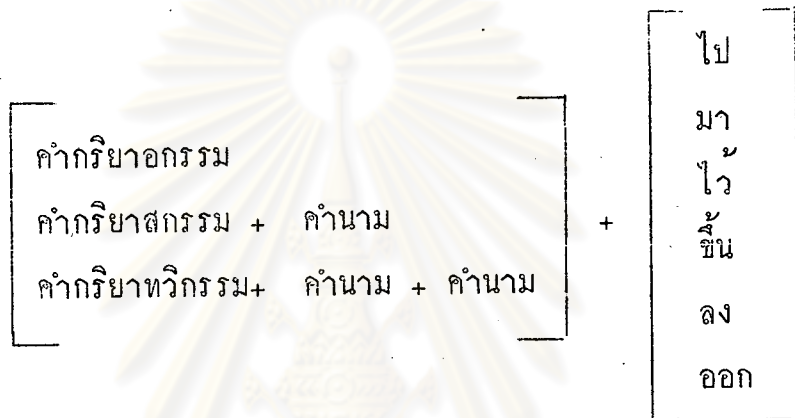 คำกริยาอกรรม
คำกริยาสกรรม + คำนาม
คำกริยาทวิกรรม+ คำนาม + คำนาม
+
ไป
มา
ไว้
ขึ้น
ลง
ออก